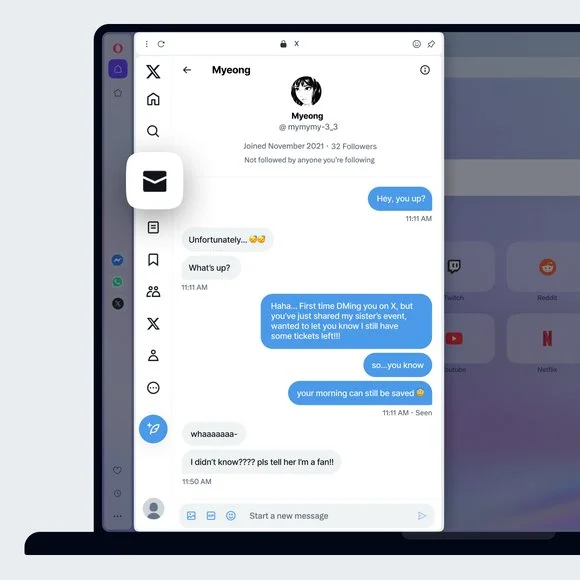 X
Myeong
Myeong
@ mymymy-3_3
Joined November 2021 · 32 Followers
Not followed by anyone you're following
Hey, you up?
11:11 AM
Unfortunately... 😴😴
What's up?
11:11 AM
Haha... First time DMing you on X, but
you've just shared my sister's event,
wanted to let you know I still have
some tickets left!!!
so...you know
your morning can still be saved 🙂
11:11 AM · Seen
whaaaaaaa-
I didn't know???? pls tell her I'm a fan!!
11:50 AM
GIF
Start a new message
Twitch
Reddit
outube
Netflix